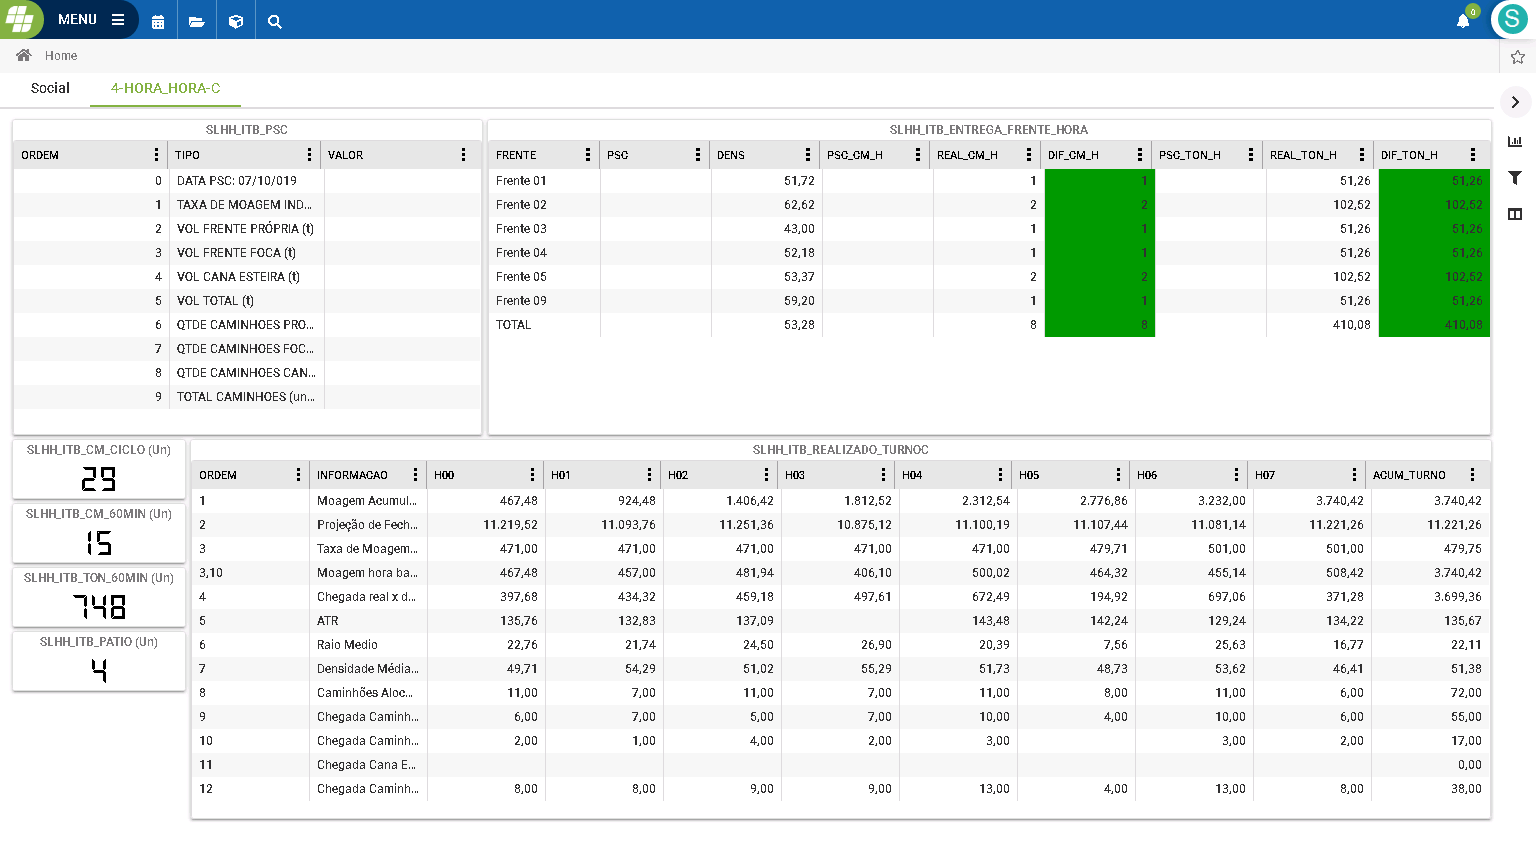 MENU
0
S
Home
Social 4-HORA_HORA-C
SLHH_ITB_PSC
ORDEM TIPO VALOR
0 DATA PSC: 07/10/019
1 TAXA DE MOAGEM IND...
2 VOL FRENTE PRÓPRIA (t)
3 VOL FRENTE FOCA (t)
4 VOL CANA ESTEIRA (t)
5 VOL TOTAL (t)
6 QTDE CAMINHOES PRO...
7 QTDE CAMINHOES FOC...
8 QTDE CAMINHOES CAN...
9 TOTAL CAMINHOES (un...
SLHH_ITB_ENTREGA_FRENTE_HORA
FRENTE PSC DENS PSC_CM_H REAL_CM_H DIF_CM_H PSC_TON_H REAL_TON_H DIF_TON_H
Frente 01 51,72 1 1 51,26 51,26
Frente 02 62,62 2 2 102,52 102,52
Frente 03 43,00 1 1 51,26 51,26
Frente 04 52,18 1 1 51,26 51,26
Frente 05 53,37 2 2 102,52 102,52
Frente 09 59,20 1 1 51,26 51,26
TOTAL 53,28 8 8 410,08 410,08
SLHH_ITB_CM_CICLO (Un)
29
SLHH_ITB_CM_60MIN (Un)
15
SLHH_ITB_TON_60MIN (Un)
748
SLHH_ITB_PATIO (Un)
4
SLHH_ITB_REALIZADO_TURNOC
ORDEM INFORMACAO H00 H01 H02 H03 H04 H05 H06 H07 ACUM_TURNO
1 Moagem Acumul... 467,48 924,48 1.406,42 1.812,52 2.312,54 2.776,86 3.232,00 3.740,42 3.740,42
2 Projeção de Fech... 11.219,52 11.093,76 11.251,36 10.875,12 11.100,19 11.107,44 11.081,14 11.221,26 11.221,26
3 Taxa de Moagem... 471,00 471,00 471,00 471,00 471,00 479,71 501,00 501,00 479,75
3,10 Moagem hora ba... 467,48 457,00 481,94 406,10 500,02 464,32 455,14 508,42 3.740,42
4 Chegada real x d... 397,68 434,32 459,18 497,61 672,49 194,92 697,06 371,28 3.699,36
5 ATR 135,76 132,83 137,09 143,48 142,24 129,24 134,22 135,67
6 Raio Medio 22,76 21,74 24,50 26,90 20,39 7,56 25,63 16,77 22,11
7 Densidade Média... 49,71 54,29 51,02 55,29 51,73 48,73 53,62 46,41 51,38
8 Caminhões Aloc... 11,00 7,00 11,00 7,00 11,00 8,00 11,00 6,00 72,00
9 Chegada Caminh... 6,00 7,00 5,00 7,00 10,00 4,00 10,00 6,00 55,00
10 Chegada Caminh... 2,00 1,00 4,00 2,00 3,00 3,00 2,00 17,00
11 Chegada Cana E... 0,00
12 Chegada Caminh... 8,00 8,00 9,00 9,00 13,00 4,00 13,00 8,00 38,00